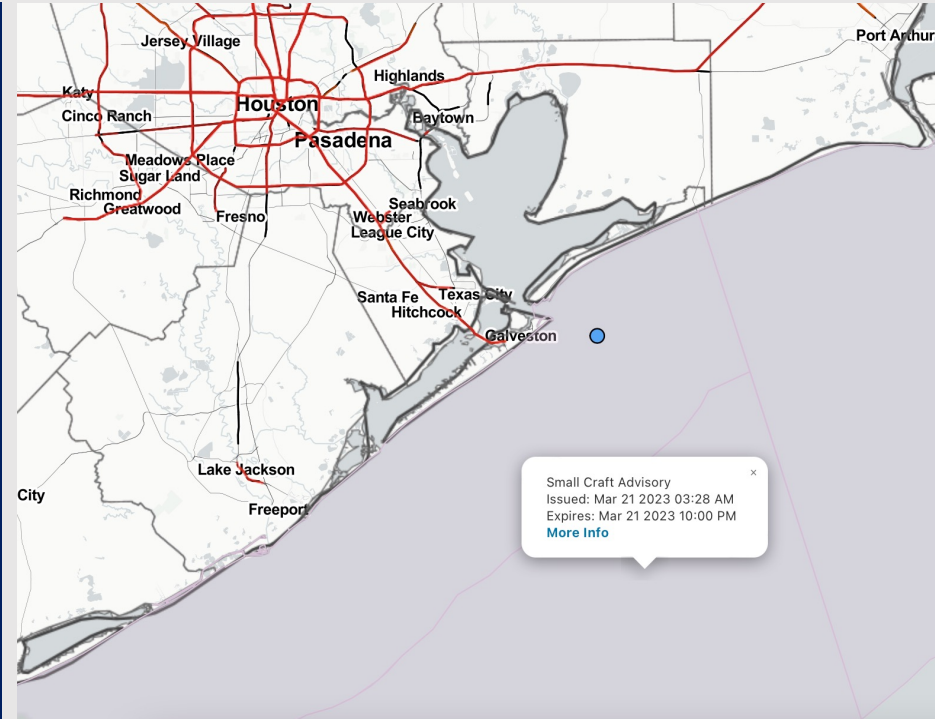 Port Arthur
Jersey Village
Highlands
Katy
Houston
Cinco Ranch
Baytown
Pasadena
Meadows Place
Sugar Land
Richmond
Greatwood
Seabrook
Fresno
Webster
League City
Santa Fe
Texas City
Hitchcock
Galveston
Lake Jackson
City
Freeport
×
Small Craft Advisory
Issued: Mar 21 2023 03:28 AM
Expires: Mar 21 2023 10:00 PM
More Info